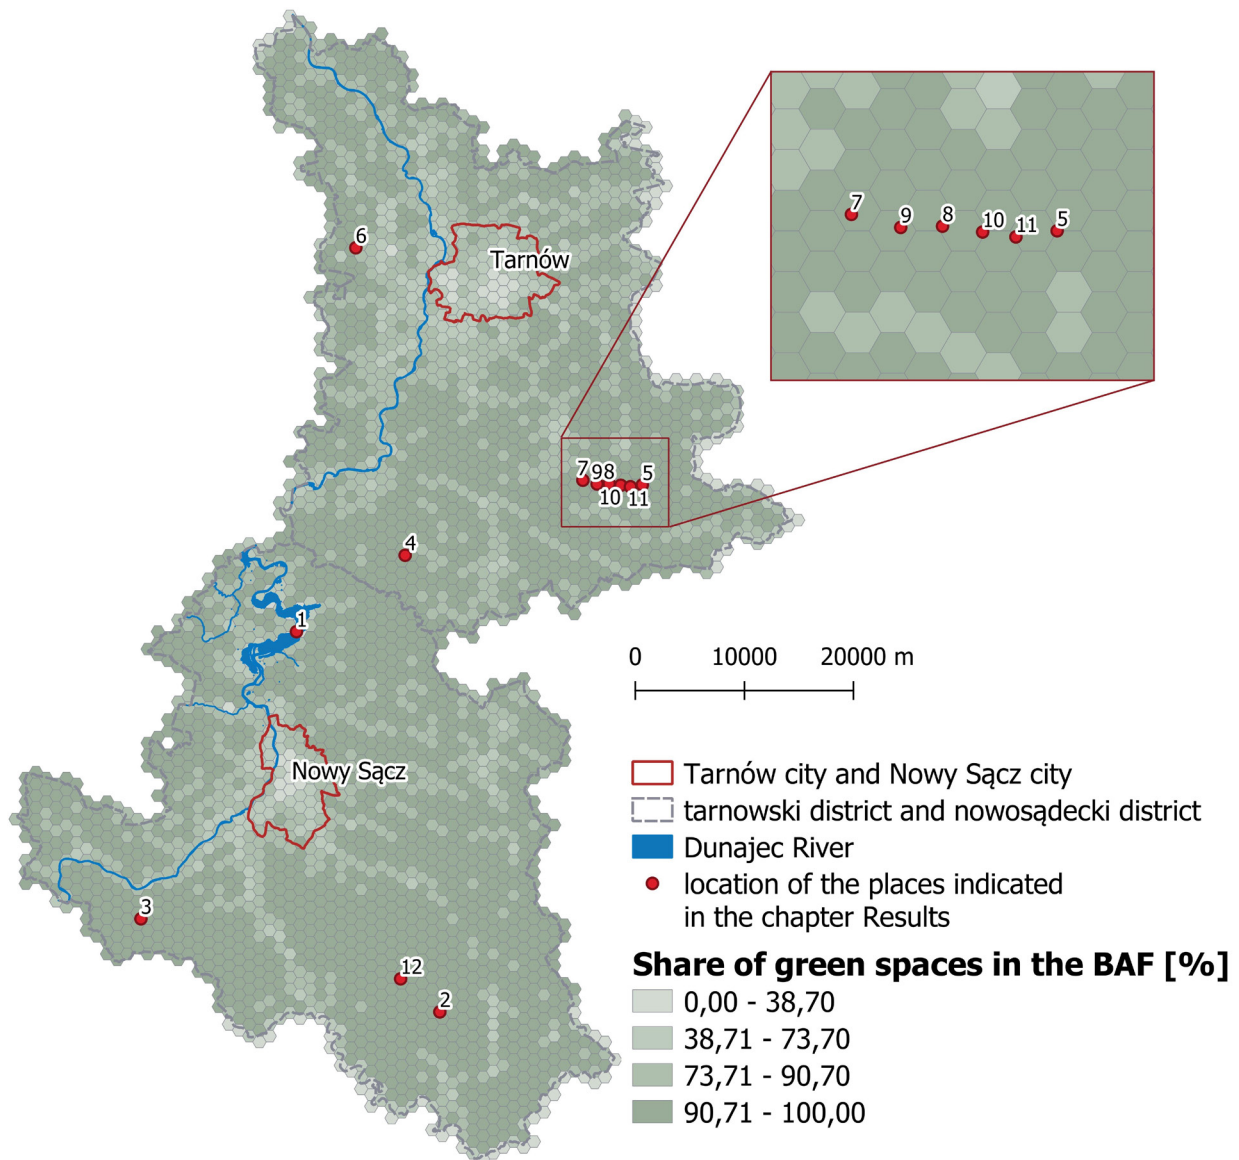 7
9
8
10
11
5
6
Tarnów
7
9
8
5
10
11
4
1
0
10000
20000 m
Nowy Sącz
Tarnów city and Nowy Sącz city
tarnowski district and nowosądecki district
Dunajec River
location of the places indicated
in the chapter Results
3
12
2
Share of green spaces in the BAF [%]
0,00 - 38,70
38,71 - 73,70
73,71 - 90,70
90,71 - 100,00